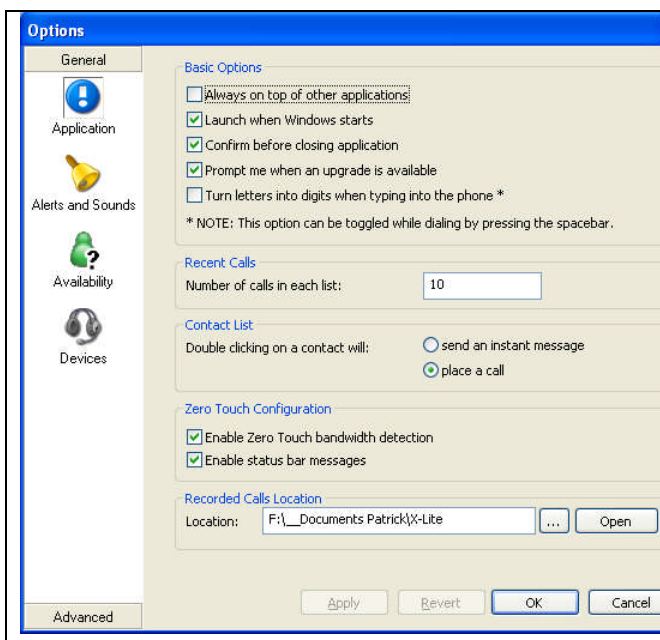 Options
General
Application
Alerts and Sounds
Availability
Devices
Advanced
Basic Options
Always on top of other applications
Launch when Windows starts
Confirm before closing application
Prompt me when an upgrade is available
Turn letters into digits when typing into the phone *
* NOTE: This option can be toggled while dialing by pressing the spacebar.
Recent Calls
Number of calls in each list: 10
Contact List
Double clicking on a contact will: send an instant message
place a call
Zero Touch Configuration
Enable Zero Touch bandwidth detection
Enable status bar messages
Recorded Calls Location
Location: F:\__Documents Patrick\X-Lite ... Open
Apply Revert OK Cancel